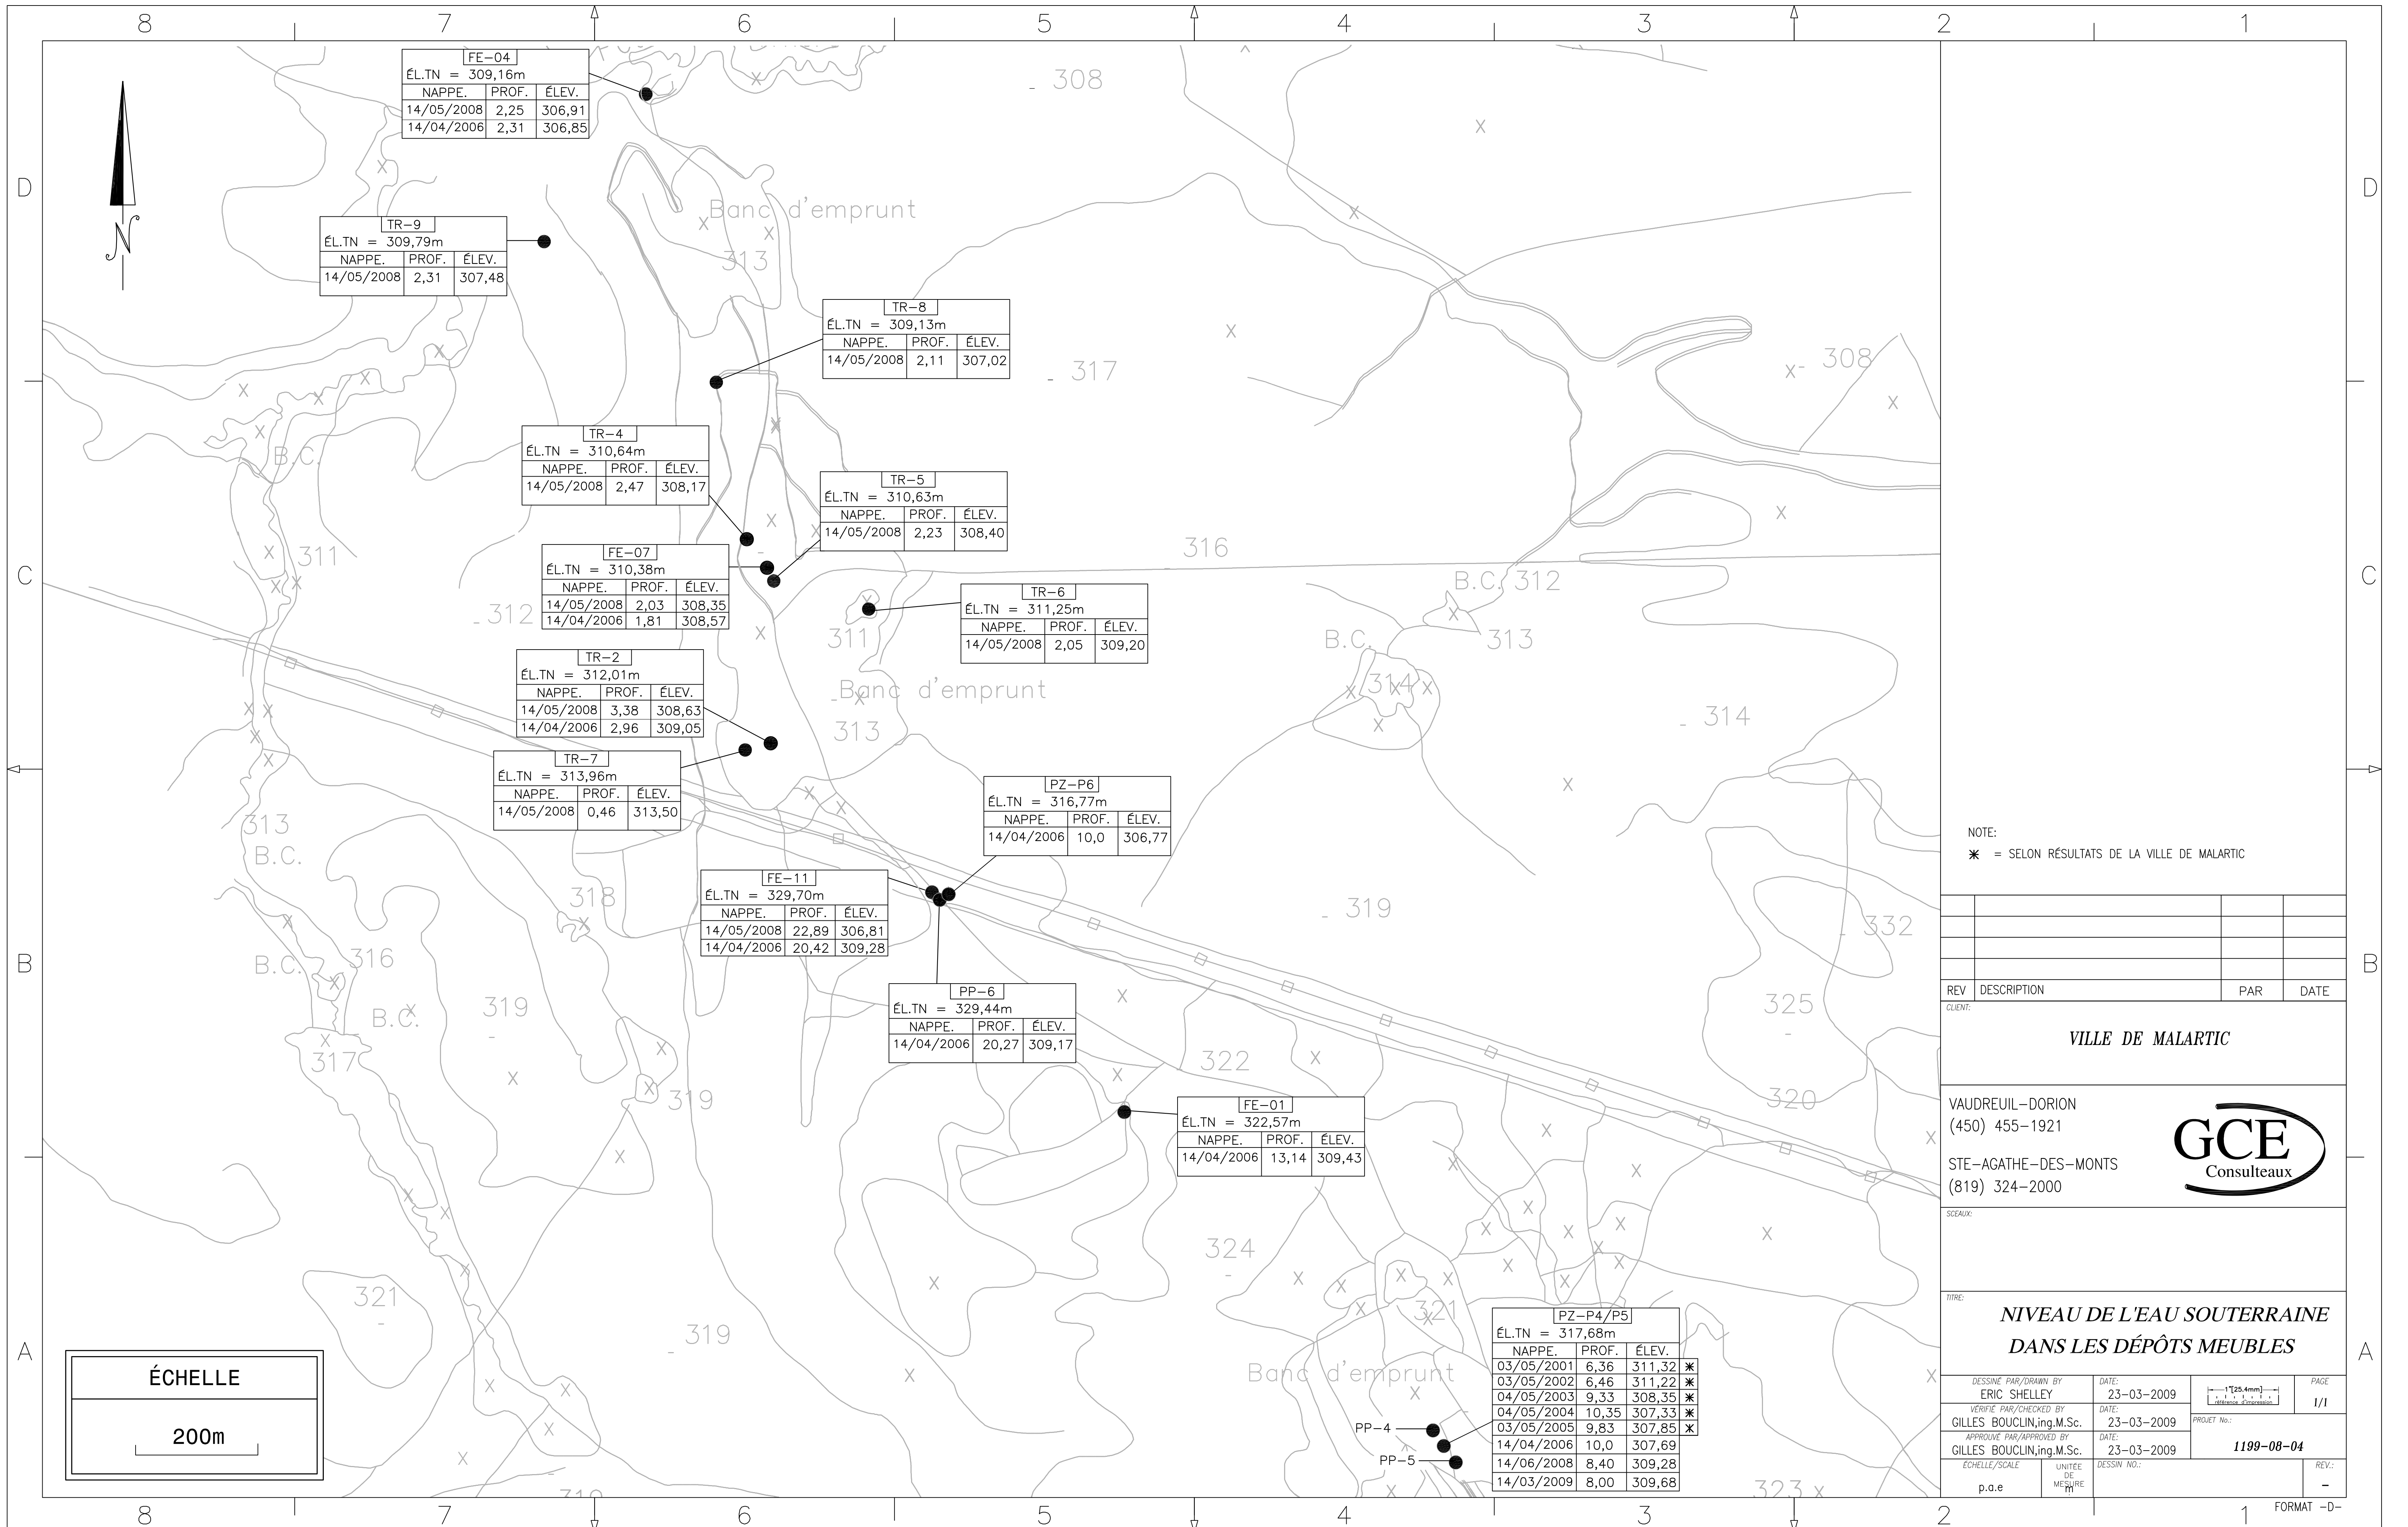 8 7 6 5 4 3 2 1
D
C
B
A
N
FE-04
ÉL.TN = 309,16m
NAPPE. PROF. ÉLEV.
14/05/2008 2,25 306,91
14/04/2006 2,31 306,85
308
TR-9
ÉL.TN = 309,79m
NAPPE. PROF. ÉLEV.
14/05/2008 2,31 307,48
Banc d'emprunt
313
TR-8
ÉL.TN = 309,13m
NAPPE. PROF. ÉLEV.
14/05/2008 2,11 307,02
317
308
TR-4
ÉL.TN = 310,64m
NAPPE. PROF. ÉLEV.
14/05/2008 2,47 308,17
B.C.
TR-5
ÉL.TN = 310,63m
NAPPE. PROF. ÉLEV.
14/05/2008 2,23 308,40
311
316
FE-07
ÉL.TN = 310,38m
NAPPE. PROF. ÉLEV.
14/05/2008 2,03 308,35
14/04/2006 1,81 308,57
312
B.C. 312
TR-6
ÉL.TN = 311,25m
NAPPE. PROF. ÉLEV.
14/05/2008 2,05 309,20
311
B.C.
313
314
314
TR-2
ÉL.TN = 312,01m
NAPPE. PROF. ÉLEV.
14/05/2008 3,38 308,63
14/04/2006 2,96 309,05
Banc d'emprunt
313
TR-7
ÉL.TN = 313,96m
NAPPE. PROF. ÉLEV.
14/05/2008 0,46 313,50
PZ-P6
ÉL.TN = 316,77m
NAPPE. PROF. ÉLEV.
14/04/2006 10,0 306,77
313
B.C.
318
FE-11
ÉL.TN = 329,70m
NAPPE. PROF. ÉLEV.
14/05/2008 22,89 306,81
14/04/2006 20,42 309,28
319
332
B.C.
316
PP-6
ÉL.TN = 329,44m
NAPPE. PROF. ÉLEV.
14/04/2006 20,27 309,17
319
B.C.
317
325
322
319
320
FE-01
ÉL.TN = 322,57m
NAPPE. PROF. ÉLEV.
14/04/2006 13,14 309,43
324
321
321
319
Banc d'emprunt
PZ-P4/P5
ÉL.TN = 317,68m
NAPPE. PROF. ÉLEV.
03/05/2001 6,36 311,32 *
03/05/2002 6,46 311,22 *
04/05/2003 9,33 308,35 *
04/05/2004 10,35 307,33 *
03/05/2005 9,83 307,85 *
14/04/2006 10,0 307,69
14/06/2008 8,40 309,28
14/03/2009 8,00 309,68
PP-4
PP-5
323
319
ÉCHELLE
200m
NOTE:
* = SELON RÉSULTATS DE LA VILLE DE MALARTIC
REV DESCRIPTION PAR DATE
CLIENT:
VILLE DE MALARTIC
VAUDREUIL-DORION
(450) 455-1921
STE-AGATHE-DES-MONTS
(819) 324-2000
GCE
Consulteaux
SCEAUX:
TITRE:
NIVEAU DE L'EAU SOUTERRAINE
DANS LES DÉPÔTS MEUBLES
DESSINÉ PAR/DRAWN BY
ERIC SHELLEY
DATE:
23-03-2009
1"[25.4mm]
référence d'impression
PAGE
1/1
VÉRIFIÉ PAR/CHECKED BY
GILLES BOUCLIN,ing.M.Sc.
DATE:
23-03-2009
PROJET No.:
1199-08-04
APPROUVÉ PAR/APPROVED BY
GILLES BOUCLIN,ing.M.Sc.
DATE:
23-03-2009
ÉCHELLE/SCALE
p.a.e
UNITÉE
DE
MESURE
m
DESSIN NO.:
REV.:
-
FORMAT -D-
D
C
B
A
8 7 6 5 4 3 2 1